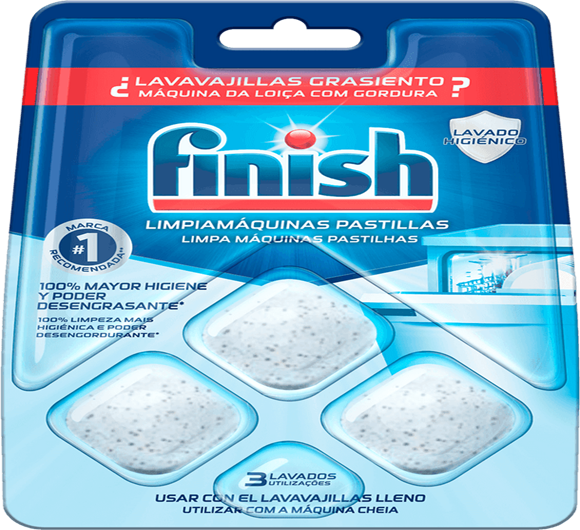 ¿LAVAVAJILLAS GRASIENTO
MÁQUINA DA LOIÇA COM GORDURA?
LAVADO
HIGIÉNICO
finish
LIMPIAMÁQUINAS PASTILLAS
LIMPA MÁQUINAS PASTILHAS
MARCA
#1
RECOMENDADA**
100% MAYOR HIGIENE
Y PODER
DESENGRASANTE*
100% LIMPEZA MAIS
HIGIÉNICA E PODER
DESENGORDURANTE*
3 LAVADOS
UTILIZAÇÕES
USAR CON EL LAVAVAJILLAS LLENO
UTILIZAR COM A MÁQUINA CHEIA